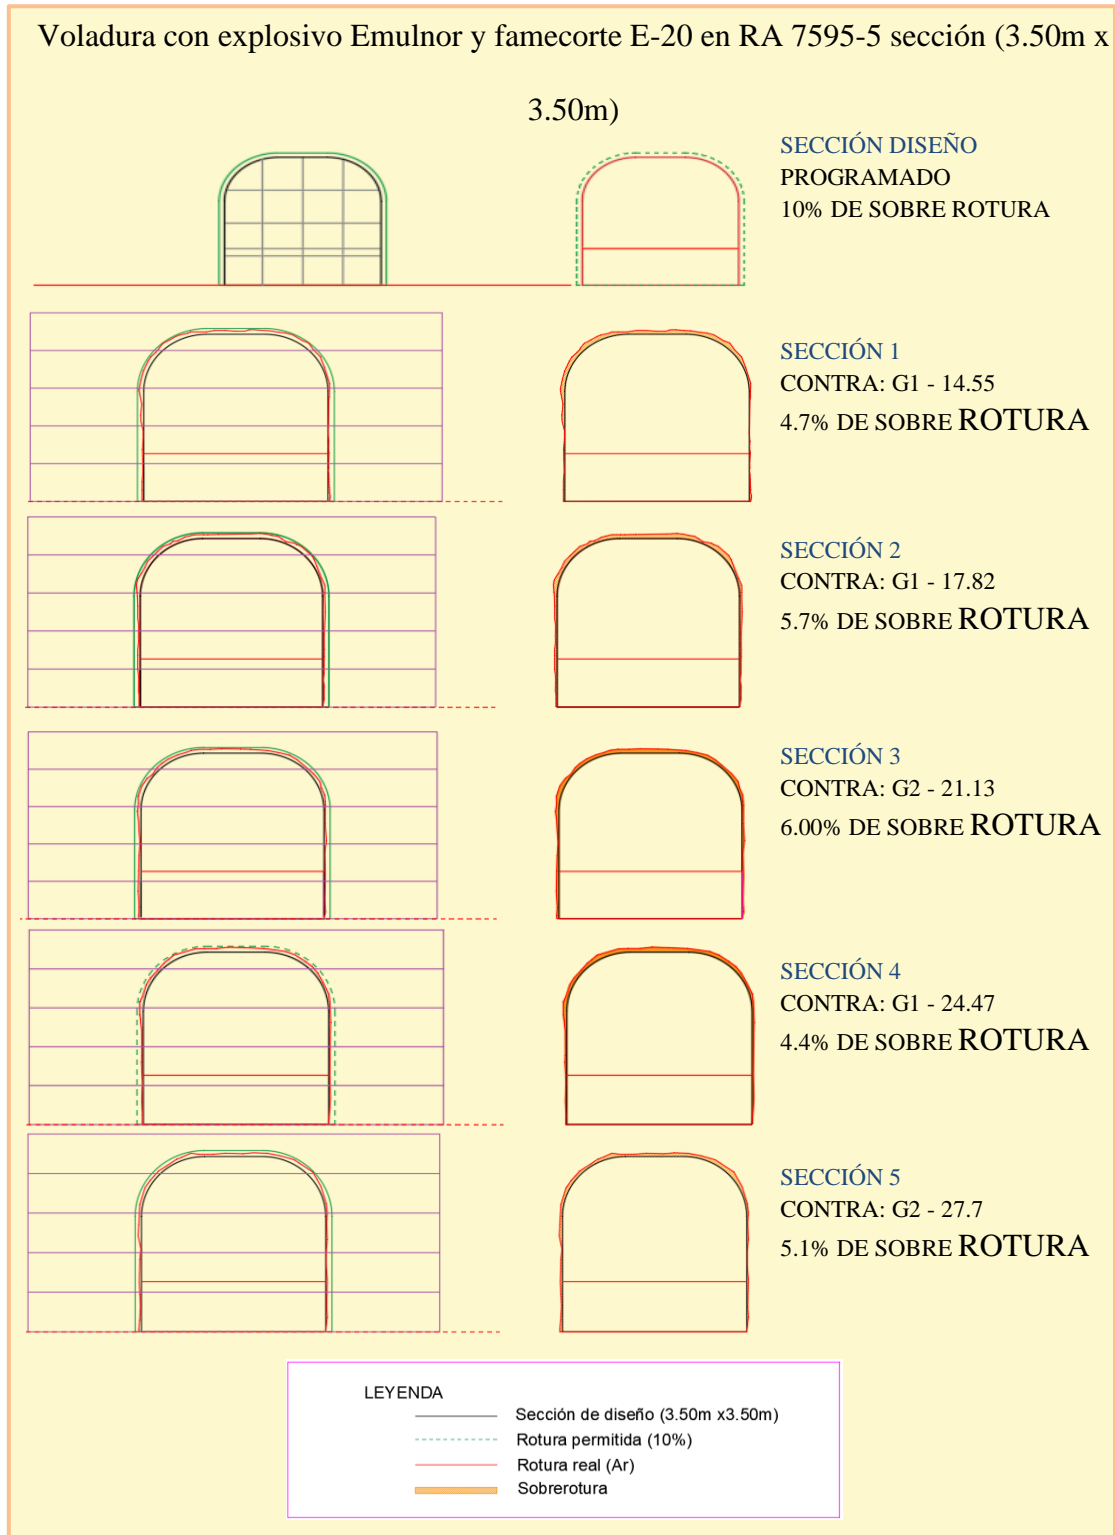 Voladura con explosivo Emulnor y famecorte E-20 en RA 7595-5 sección (3.50m x
3.50m)
SECCIÓN DISEÑO
PROGRAMADO
10% DE SOBRE ROTURA
SECCIÓN 1
CONTRA: G1 - 14.55
4.7% DE SOBRE ROTURA
SECCIÓN 2
CONTRA: G1 - 17.82
5.7% DE SOBRE ROTURA
SECCIÓN 3
CONTRA: G2 - 21.13
6.00% DE SOBRE ROTURA
SECCIÓN 4
CONTRA: G1 - 24.47
4.4% DE SOBRE ROTURA
SECCIÓN 5
CONTRA: G2 - 27.7
5.1% DE SOBRE ROTURA
LEYENDA
Sección de diseño (3.50m x3.50m)
Rotura permitida (10%)
Rotura real (Ar)
Sobrerotura